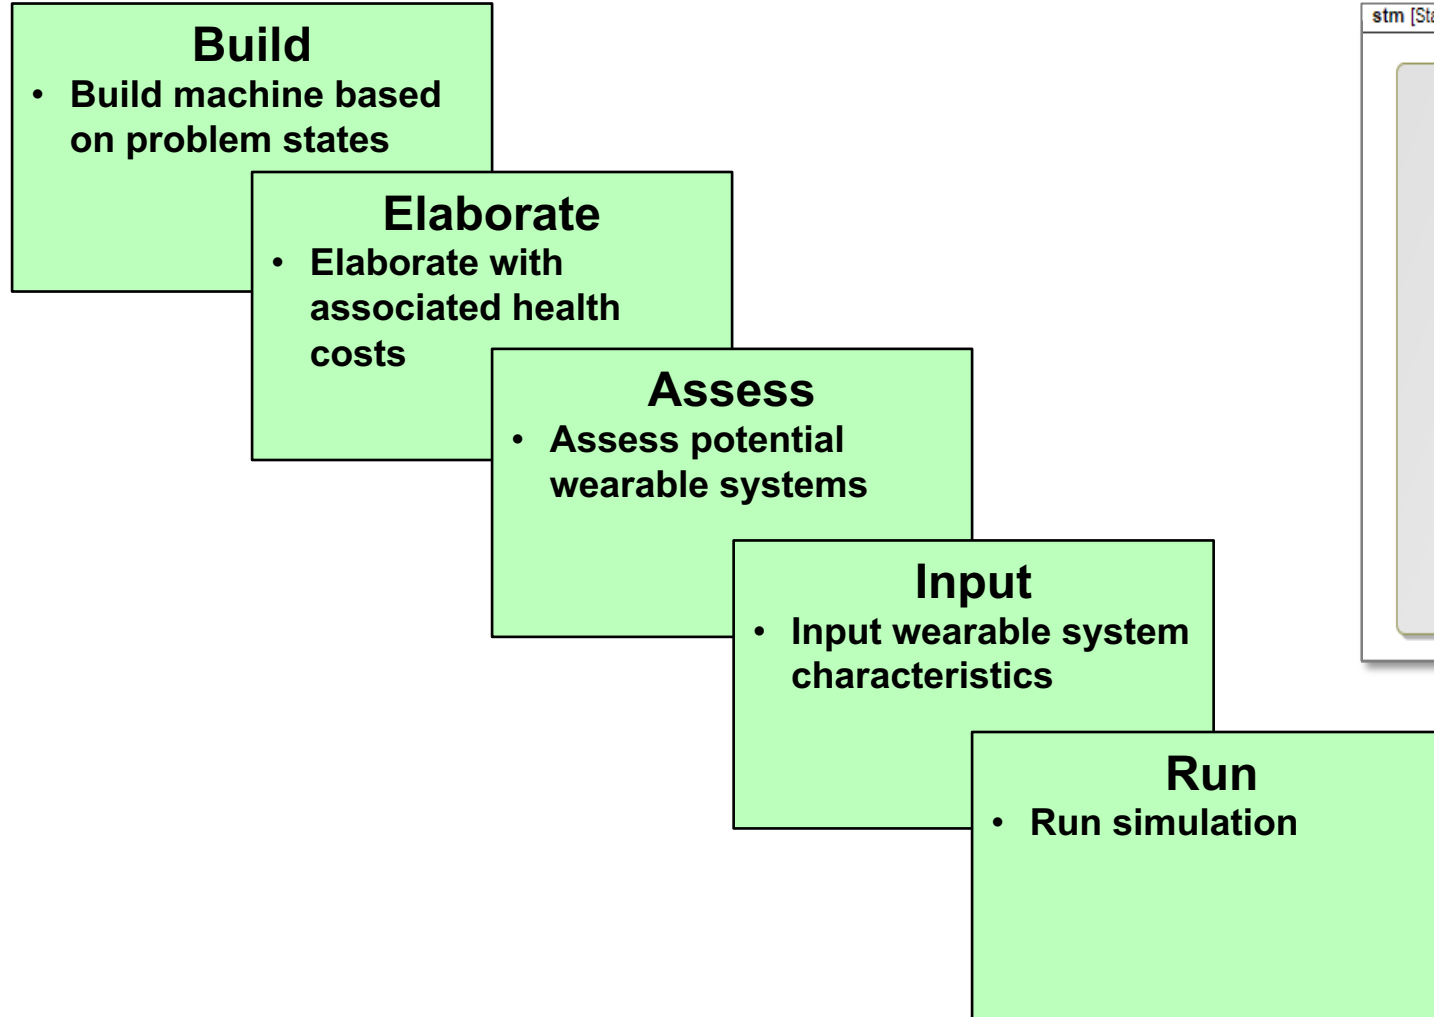 Build
• Build machine based
on problem states
Elaborate
• Elaborate with
associated health
costs
Assess
• Assess potential
wearable systems
Input
• Input wearable system
characteristics
Run
• Run simulation
stm